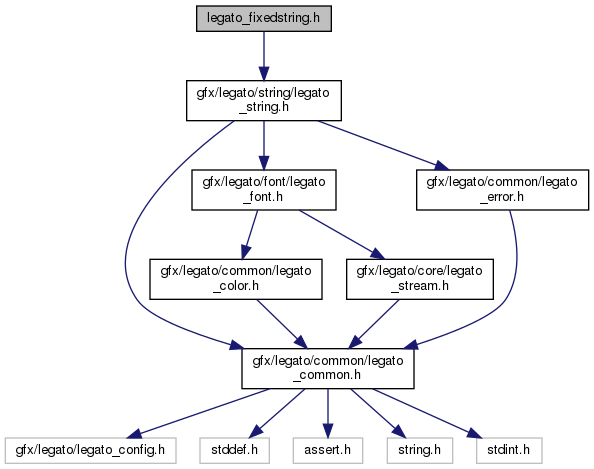 legato_fixedstring.h
gfx/legato/string/legato
_string.h
gfx/legato/font/legato
_font.h
gfx/legato/common/legato
_error.h
gfx/legato/common/legato
_color.h
gfx/legato/core/legato
_stream.h
gfx/legato/common/legato
_common.h
gfx/legato/legato_config.h
stddef.h
assert.h
string.h
stdint.h